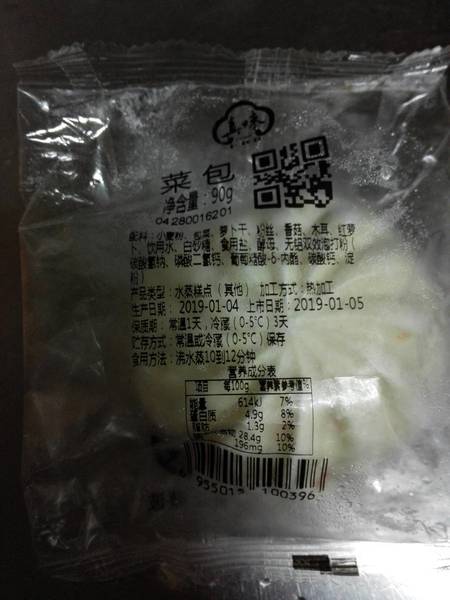 菜包
净含量: 90g
04280016201
配料: 小麦粉、包菜、萝卜干、粉丝、香菇、木耳、红萝
卜、饮用水、白砂糖、食用盐、酵母、无铝双效泡打粉(
碳酸氢钠、磷酸二氢钙、葡萄糖酸-δ-内酯、碳酸钙、淀
粉)
产品类型: 水蒸糕点(其他) 加工方式: 热加工
生产日期: 2019-01-04 上市日期: 2019-01-05
保质期: 常温1天, 冷藏(0-5℃)3天
贮存方式: 常温或冷藏(0-5℃)保存
食用方法: 沸水蒸10到12分钟
营养成分表
项目 每100g 营养素参考值%
能量 614kJ 7%
蛋白质 4.9g 8%
脂肪 1.3g 2%
28.4g 10%
196mg 10%
955015 100396